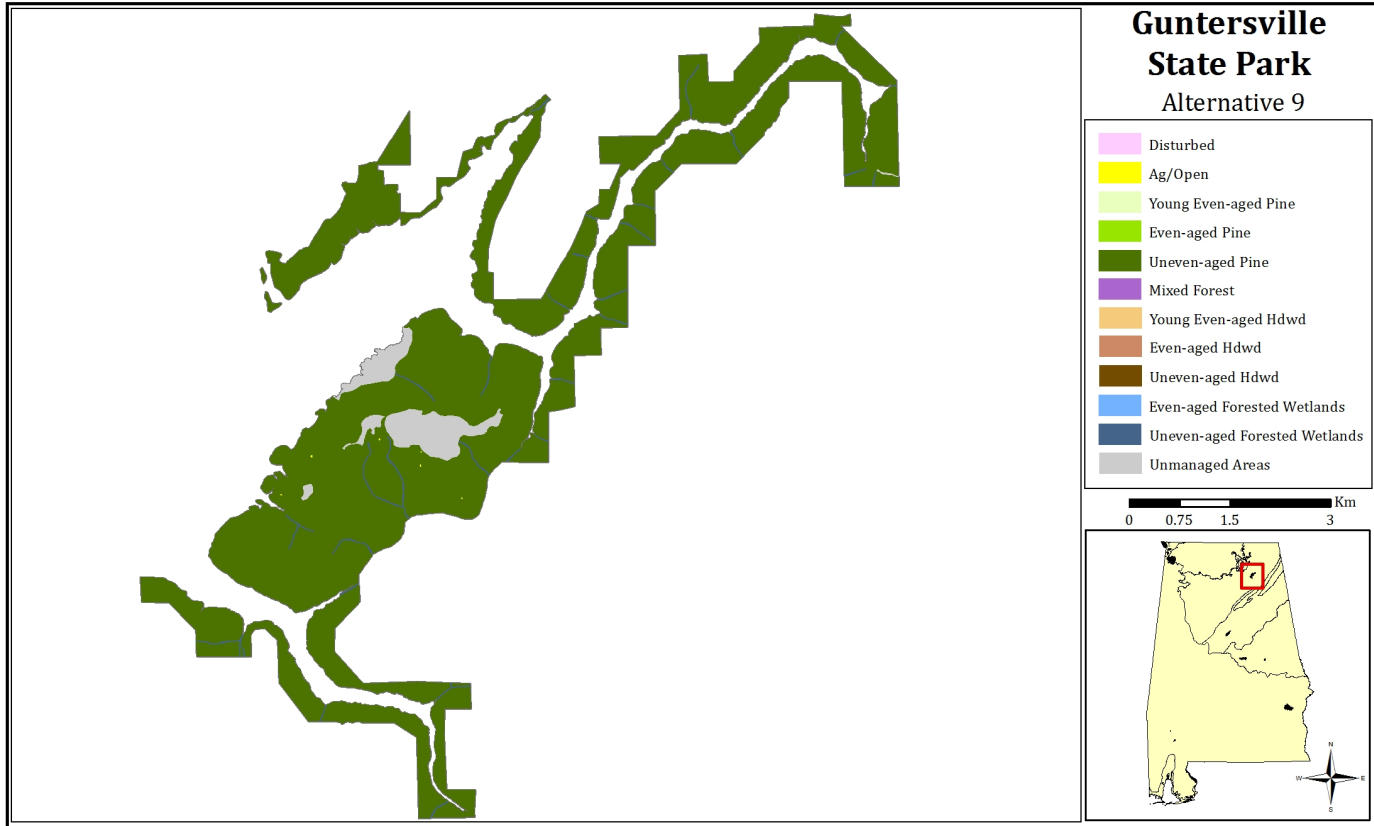 Guntersville
State Park
Alternative 9
Disturbed
Ag/Open
Young Even-aged Pine
Even-aged Pine
Uneven-aged Pine
Mixed Forest
Young Even-aged Hdwd
Even-aged Hdwd
Uneven-aged Hdwd
Even-aged Forested Wetlands
Uneven-aged Forested Wetlands
Unmanaged Areas
Km
0 0.75 1.5 3
N
W E
S